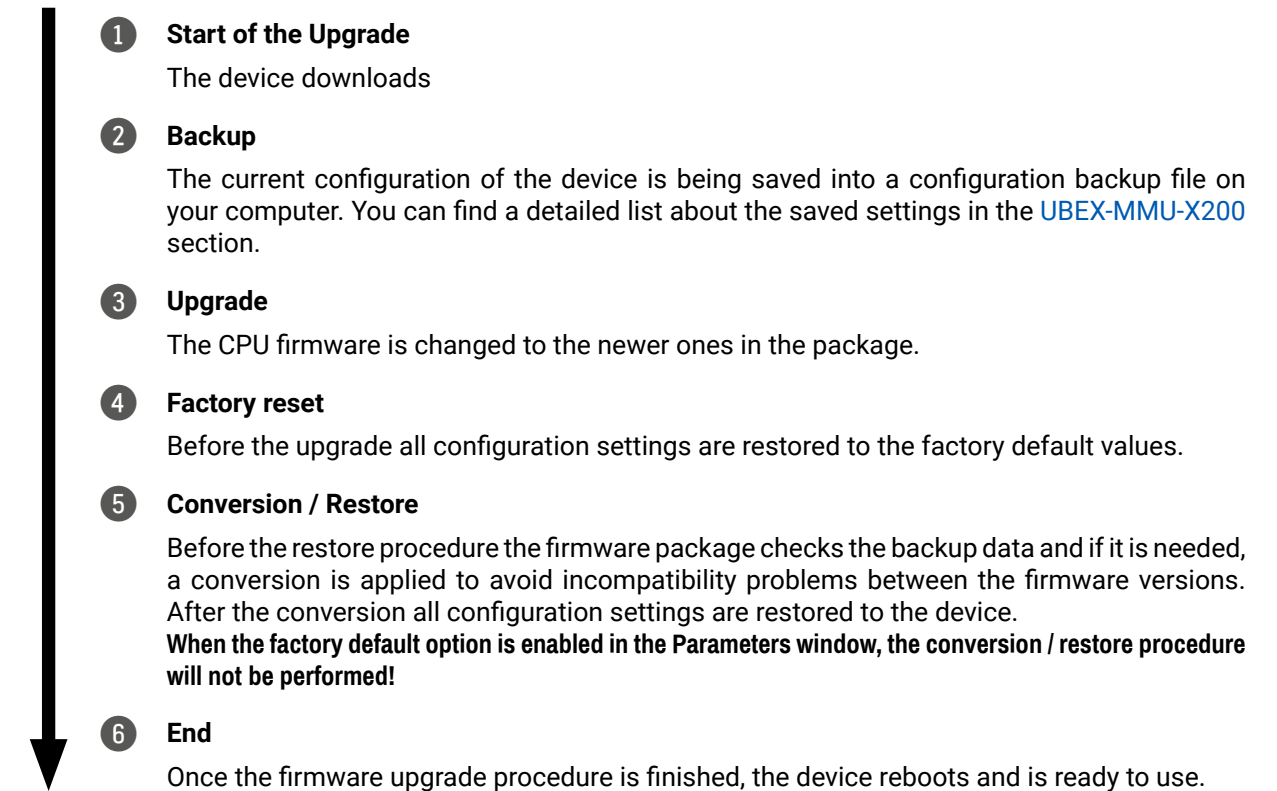 1 Start of the Upgrade
The device downloads
2 Backup
The current configuration of the device is being saved into a configuration backup file on
your computer. You can find a detailed list about the saved settings in the UBEX-MMU-X200
section.
3 Upgrade
The CPU firmware is changed to the newer ones in the package.
4 Factory reset
Before the upgrade all configuration settings are restored to the factory default values.
5 Conversion / Restore
Before the restore procedure the firmware package checks the backup data and if it is needed,
a conversion is applied to avoid incompatibility problems between the firmware versions.
After the conversion all configuration settings are restored to the device.
When the factory default option is enabled in the Parameters window, the conversion / restore procedure
will not be performed!
6 End
Once the firmware upgrade procedure is finished, the device reboots and is ready to use.